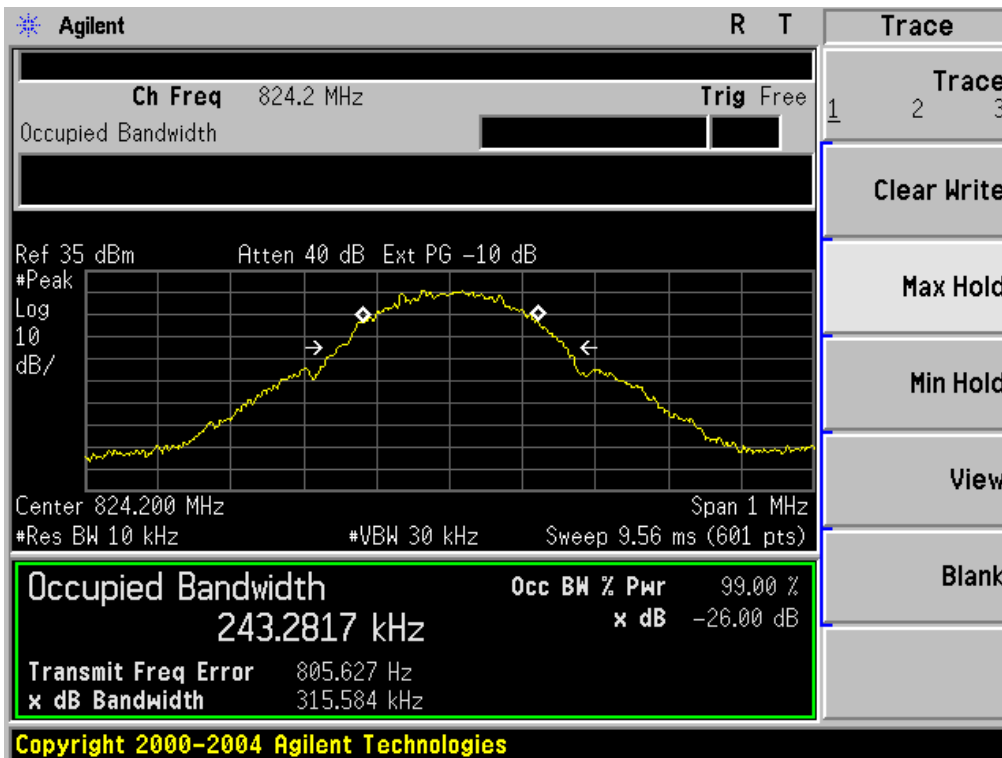 Agilent R T
Ch Freq 824.2 MHz Trig Free
Occupied Bandwidth
Ref 35 dBm Atten 40 dB Ext PG -10 dB
#Peak
Log
10
dB/
Center 824.200 MHz Span 1 MHz
#Res BW 10 kHz #VBW 30 kHz Sweep 9.56 ms (601 pts)
Occupied Bandwidth
243.2817 kHz
Occ BW % Pwr 99.00 %
x dB -26.00 dB
Transmit Freq Error 805.627 Hz
x dB Bandwidth 315.584 kHz
Copyright 2000-2004 Agilent Technologies
Trace
Trace
1 2 3
Clear Write
Max Hold
Min Hold
View
Blank